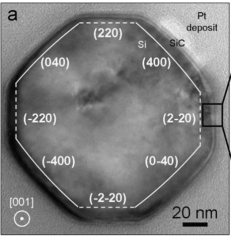 a
Pt
deposit
(220)
Si
SiC
(040)
(400)
(-220)
(2-20)
(-400)
(0-40)
(-2-20)
[001]
20 nm